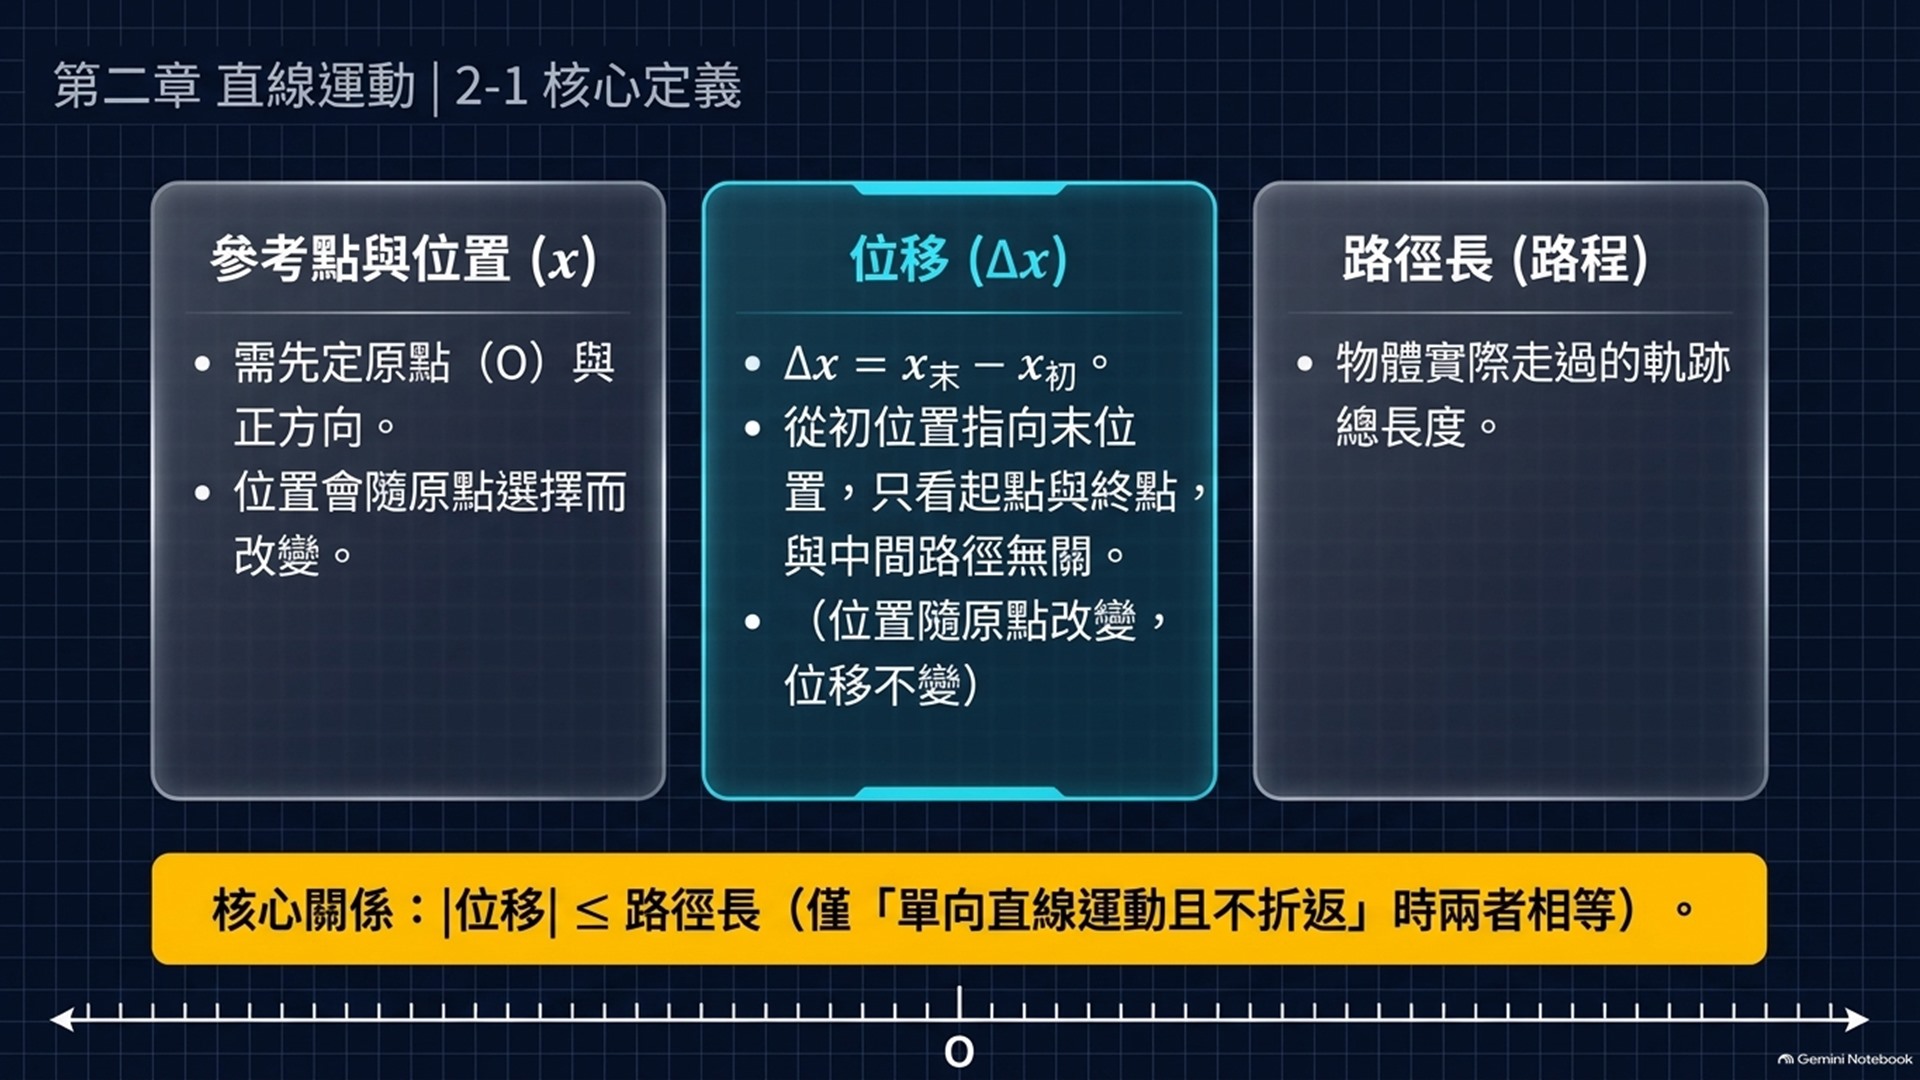 第二章 直線運動 | 2-1 核心定義
參考點與位置 (x)
• 需先定原點（O）與
正方向。
• 位置會隨原點選擇而
改變。
位移 (Δx)
• Δx = x末 − x初。
• 從初位置指向末位
置，只看起點與終點，
與中間路徑無關。
• （位置隨原點改變，
位移不變）
路徑長 (路程)
• 物體實際走過的軌跡
總長度。
核心關係：|位移| ≤ 路徑長（僅「單向直線運動且不折返」時兩者相等）。
O
Gemini Notebook